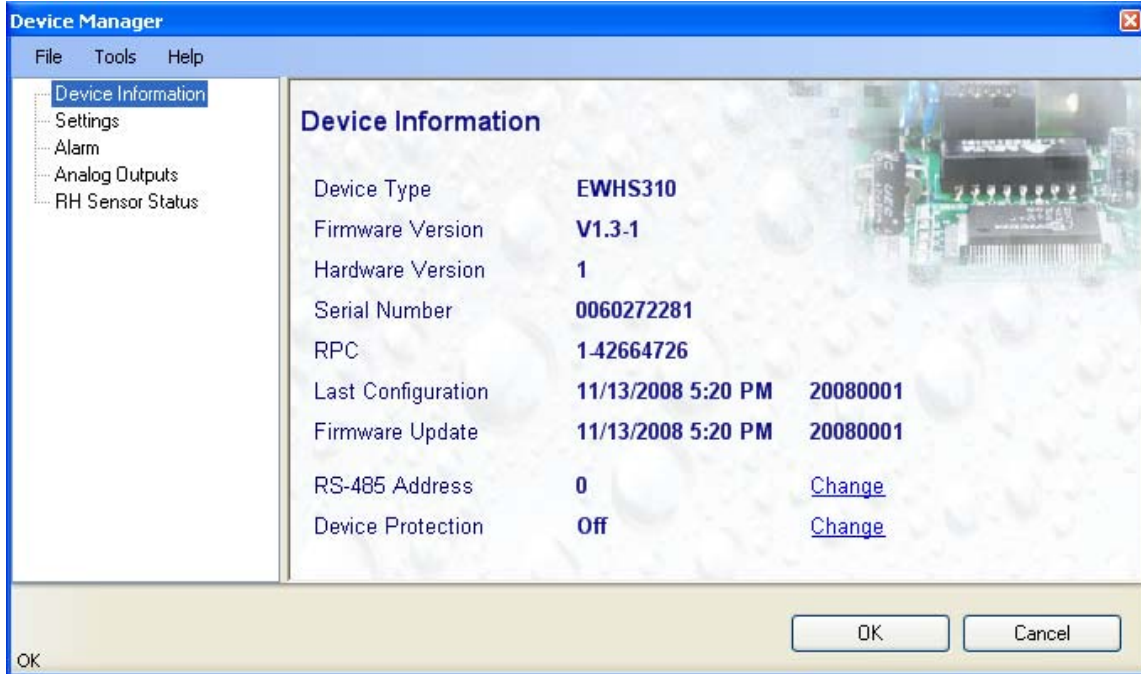 Device Manager
File Tools Help
Device Information
Settings
Alarm
Analog Outputs
RH Sensor Status
Device Information
Device Type EWHS310
Firmware Version V1.3-1
Hardware Version 1
Serial Number 0060272281
RPC 1-42664726
Last Configuration 11/13/2008 5:20 PM 20080001
Firmware Update 11/13/2008 5:20 PM 20080001
RS-485 Address 0 Change
Device Protection Off Change
OK Cancel
OK